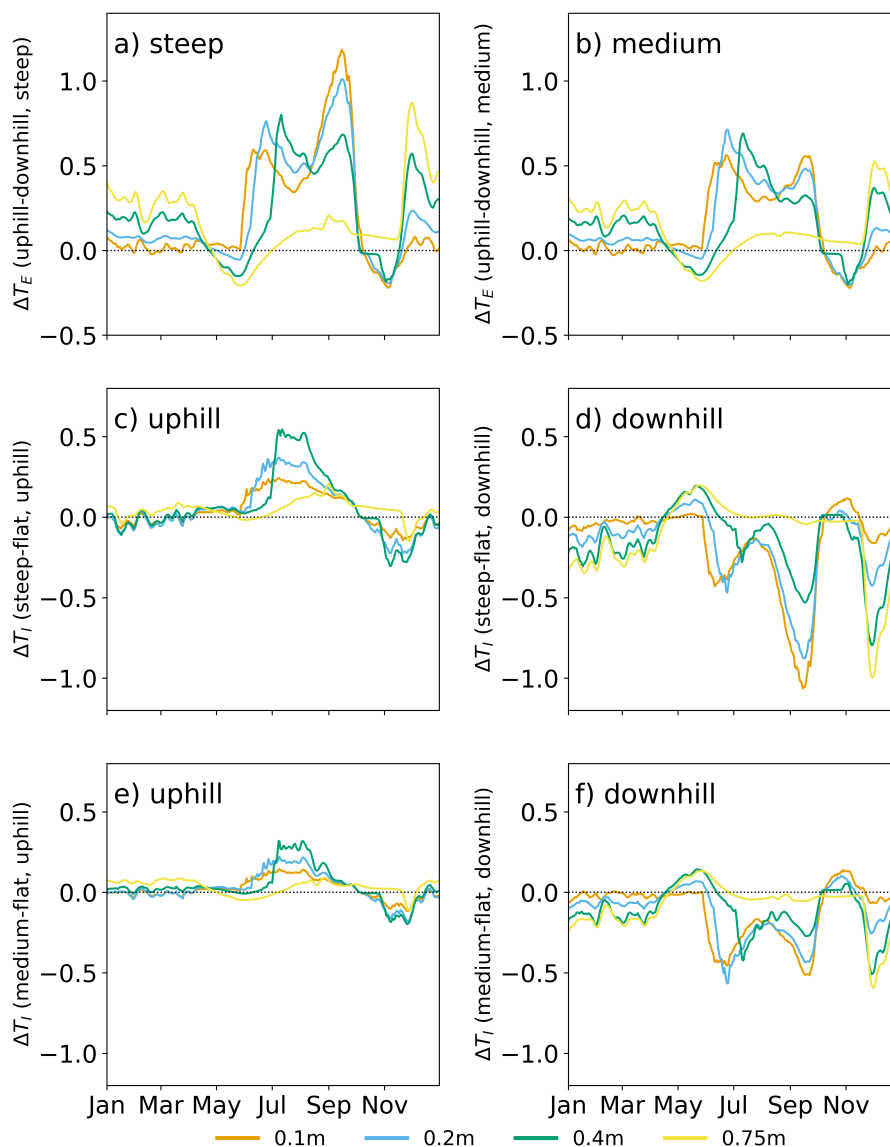 a) steep
ΔT_E (uphill-downhill, steep)
1.0
0.5
0.0
−0.5
b) medium
ΔT_E (uphill-downhill, medium)
1.0
0.5
0.0
−0.5
c) uphill
ΔT_I (steep-flat, uphill)
0.5
0.0
−0.5
−1.0
d) downhill
ΔT_I (steep-flat, downhill)
0.5
0.0
−0.5
−1.0
e) uphill
ΔT_I (medium-flat, uphill)
0.5
0.0
−0.5
−1.0
Jan Mar May Jul Sep Nov
f) downhill
ΔT_I (medium-flat, downhill)
0.5
0.0
−0.5
−1.0
Jan Mar May Jul Sep Nov
0.1m 0.2m 0.4m 0.75m